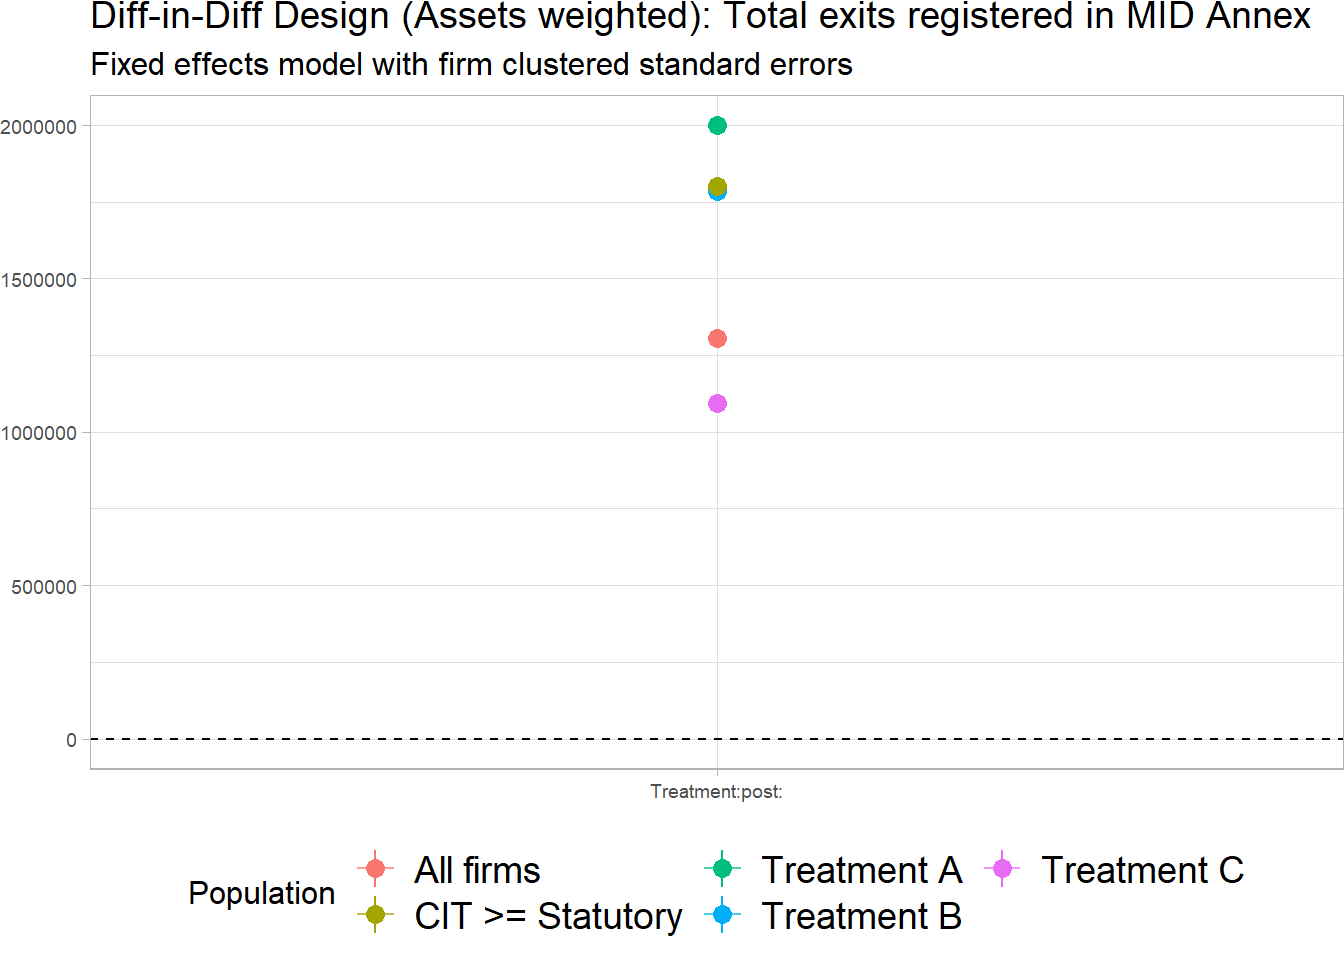 Diff-in-Diff Design (Assets weighted): Total exits registered in MID Annex
Fixed effects model with firm clustered standard errors
2000000
1500000
1000000
500000
0
Treatment:post:
Population
All firms
CIT >= Statutory
Treatment A
Treatment B
Treatment C